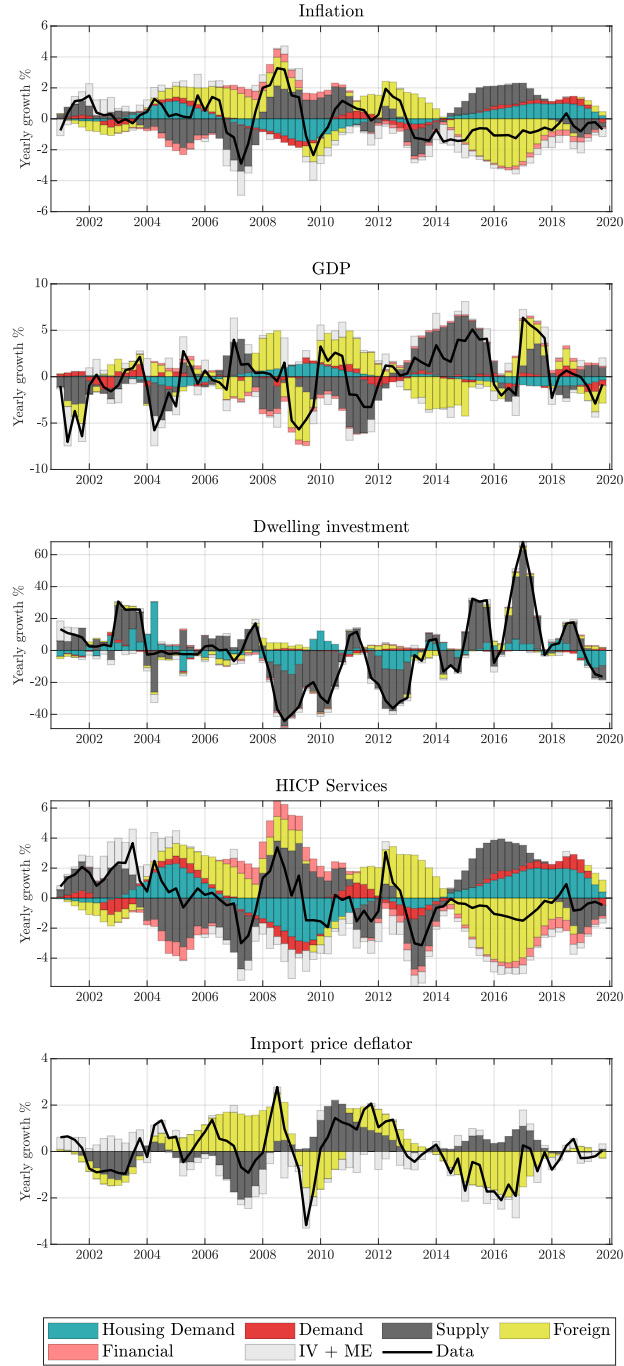 Inflation
6
4
2
0
-2
-4
-6
Yearly growth %
2002 2004 2006 2008 2010 2012 2014 2016 2018 2020
GDP
10
5
0
-5
-10
Yearly growth %
2002 2004 2006 2008 2010 2012 2014 2016 2018 2020
Dwelling investment
60
40
20
0
-20
-40
Yearly growth %
2002 2004 2006 2008 2010 2012 2014 2016 2018 2020
HICP Services
6
4
2
0
-2
-4
Yearly growth %
2002 2004 2006 2008 2010 2012 2014 2016 2018 2020
Import price deflator
4
2
0
-2
-4
Yearly growth %
2002 2004 2006 2008 2010 2012 2014 2016 2018 2020
Housing Demand Demand Supply Foreign
Financial IV + ME Data